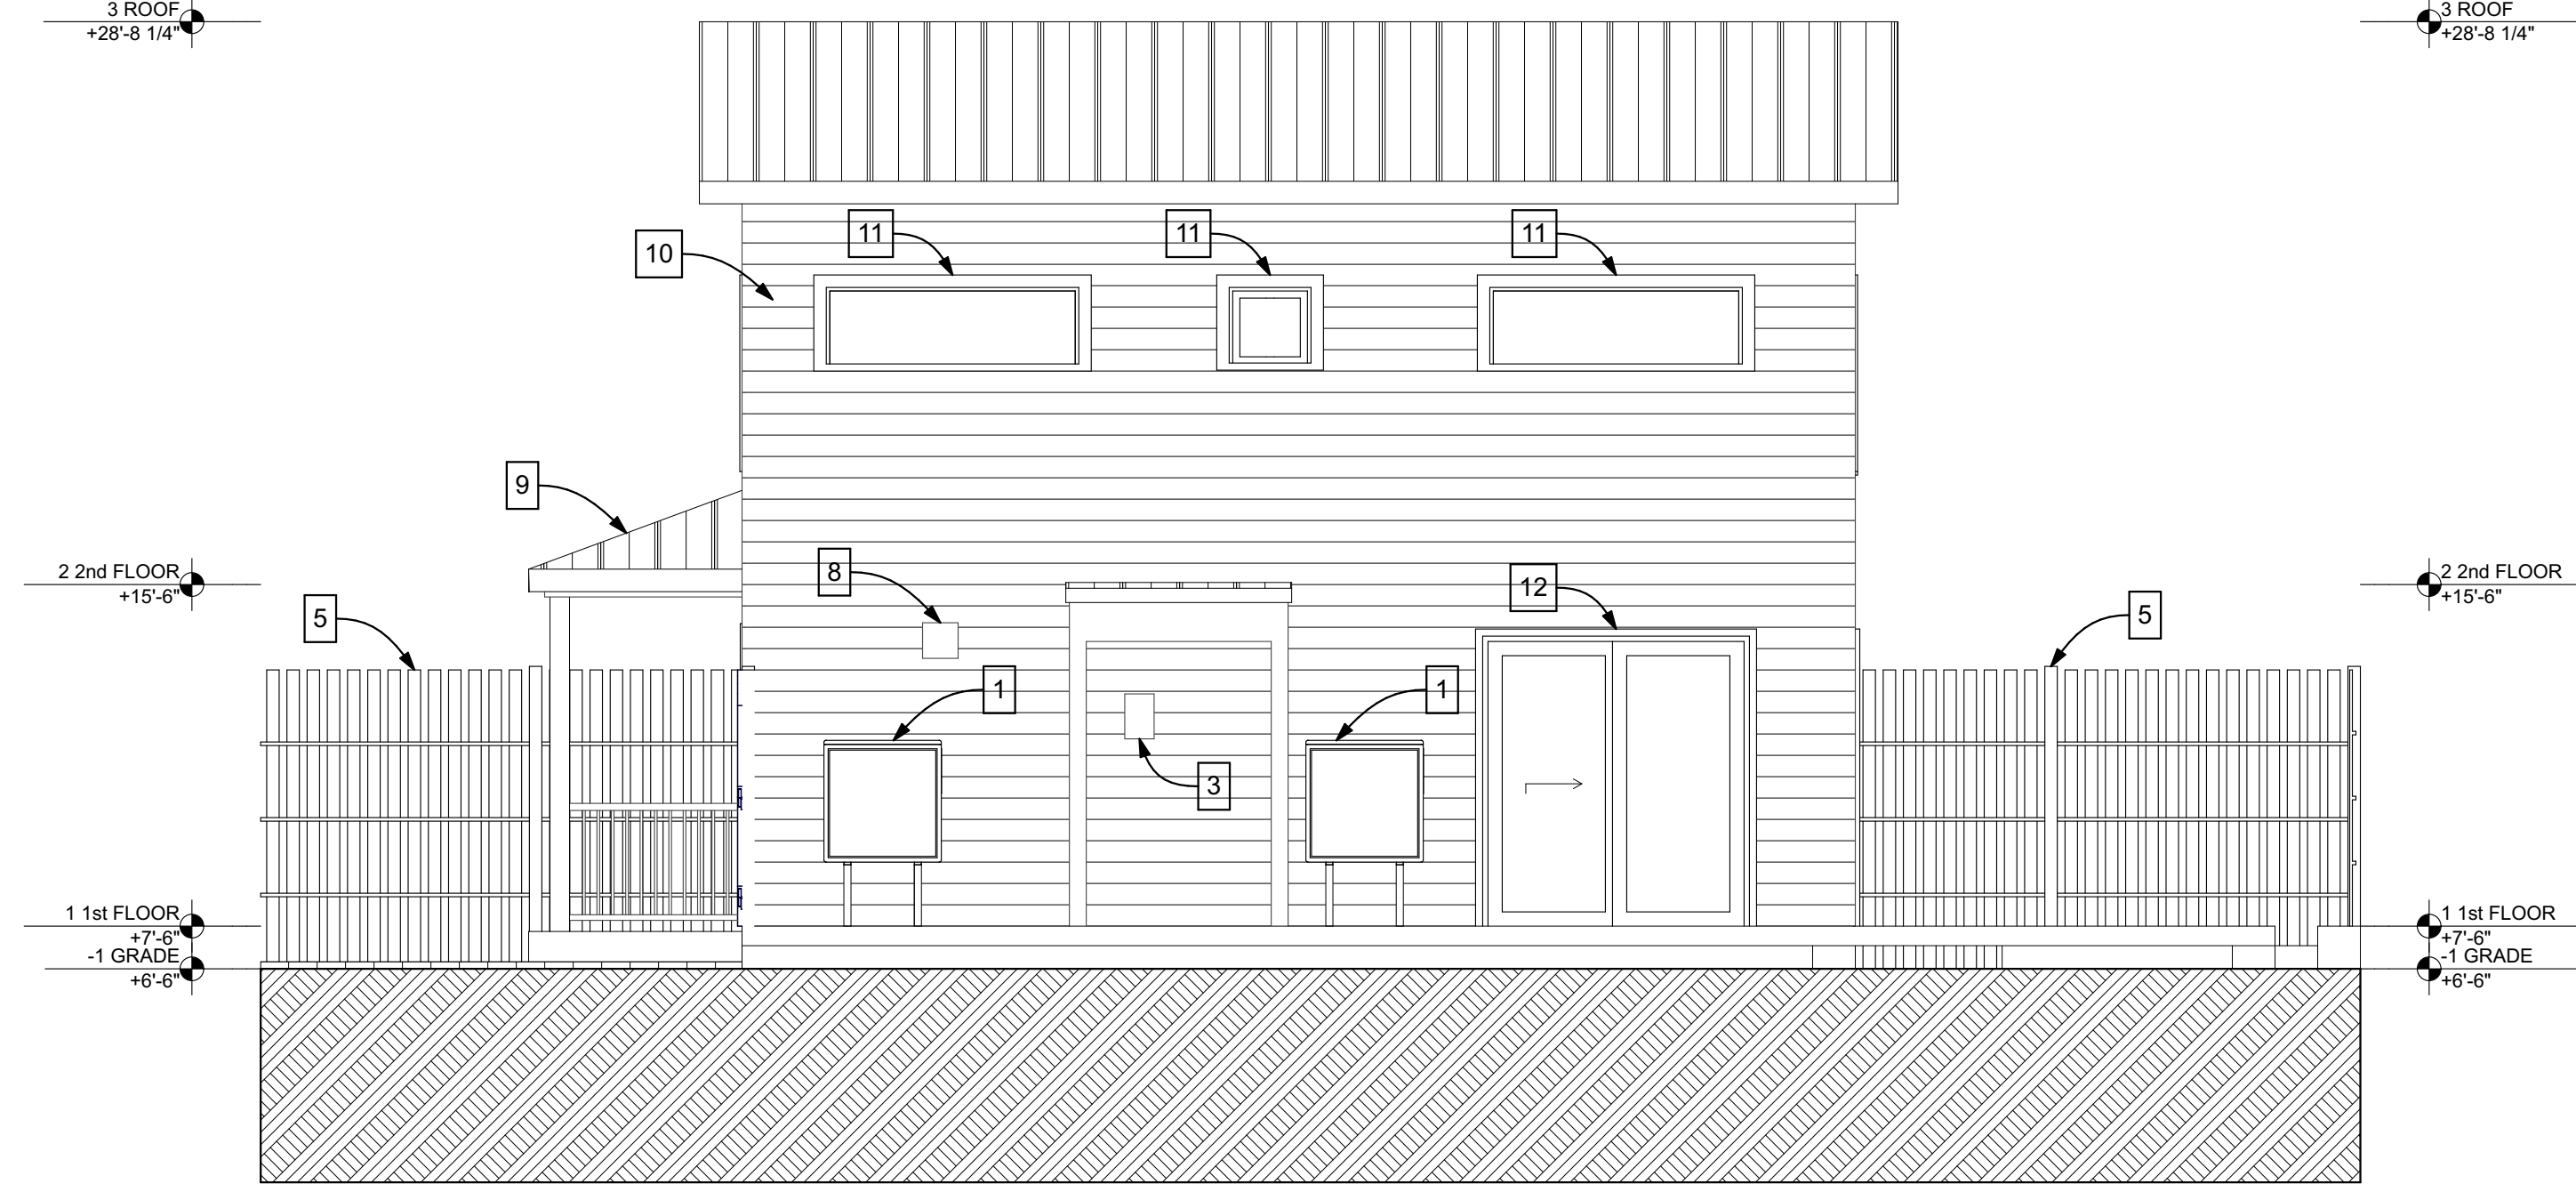 3 ROOF
+28'-8 1/4"
3 ROOF
+28'-8 1/4"
11
11
11
10
9
8
12
2 2nd FLOOR
+15'-6"
2 2nd FLOOR
+15'-6"
5
5
1
1
3
1 1st FLOOR
+7'-6"
-1 GRADE
+6'-6"
1 1st FLOOR
+7'-6"
-1 GRADE
+6'-6"